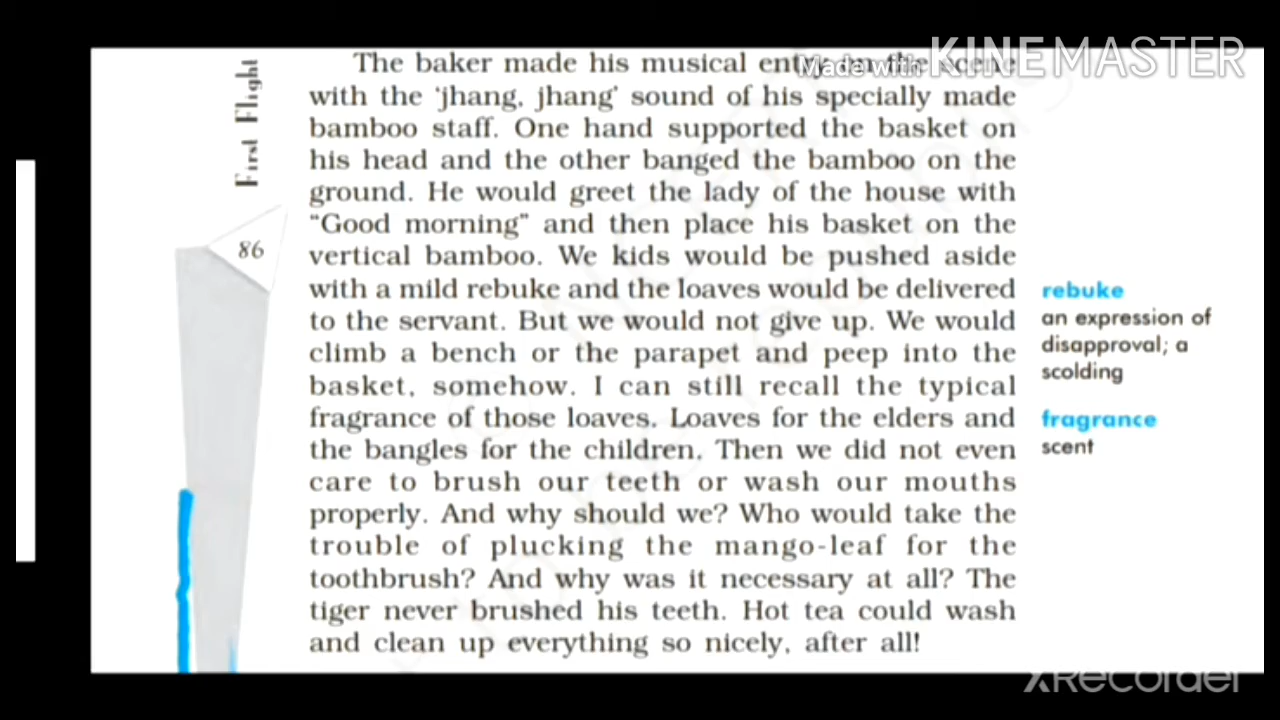 Made with KINEMASTER
First Flight
86
The baker made his musical entry on the scene
with the ‘jhang, jhang’ sound of his specially made
bamboo staff. One hand supported the basket on
his head and the other banged the bamboo on the
ground. He would greet the lady of the house with
“Good morning” and then place his basket on the
vertical bamboo. We kids would be pushed aside
with a mild rebuke and the loaves would be delivered
to the servant. But we would not give up. We would
climb a bench or the parapet and peep into the
basket, somehow. I can still recall the typical
fragrance of those loaves. Loaves for the elders and
the bangles for the children. Then we did not even
care to brush our teeth or wash our mouths
properly. And why should we? Who would take the
trouble of plucking the mango-leaf for the
toothbrush? And why was it necessary at all? The
tiger never brushed his teeth. Hot tea could wash
and clean up everything so nicely, after all!
rebuke
an expression of
disapproval; a
scolding
fragrance
scent
XRecorder